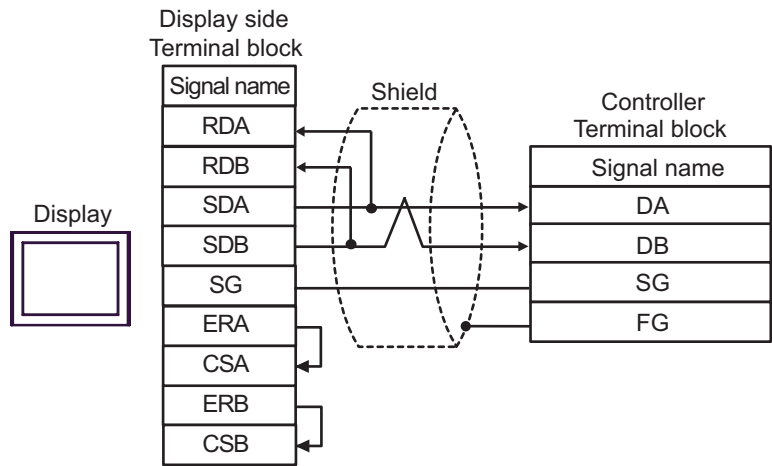 Display side
Terminal block
Signal name
RDA
RDB
SDA
SDB
SG
ERA
CSA
ERB
CSB
Display
Shield
Controller
Terminal block
Signal name
DA
DB
SG
FG